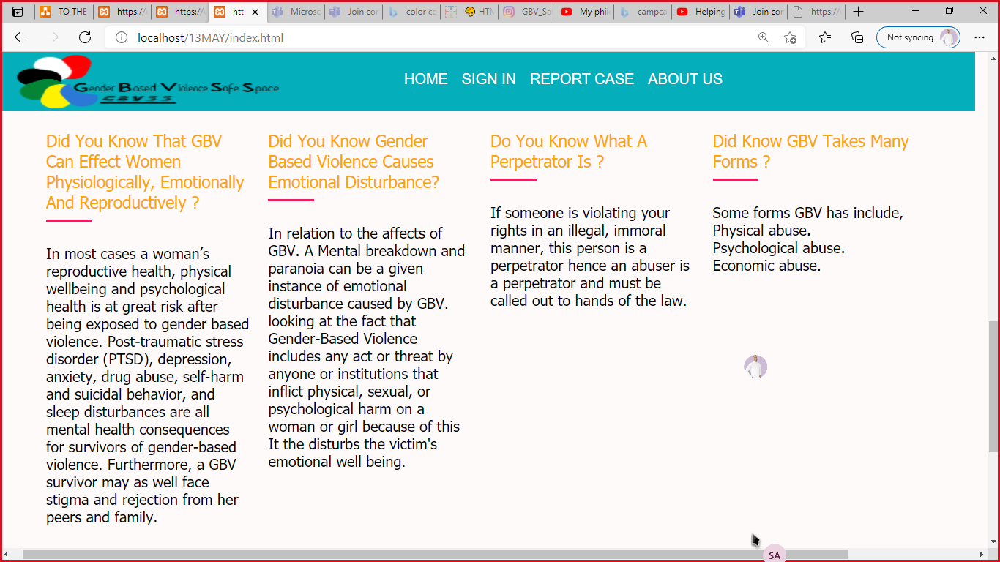 TO THE
https://
https://
htt
Microsc
Join cor
color cc
HTM
GBV_Sa
My phil
campca
Helping
Join cor
https://
localhost/13MAY/index.html
Not syncing
Gender Based Violence Safe Space
GBVSS
HOME SIGN IN REPORT CASE ABOUT US
Did You Know That GBV
Can Effect Women
Physiologically, Emotionally
And Reproductively ?
In most cases a woman’s
reproductive health, physical
wellbeing and psychological
health is at great risk after
being exposed to gender based
violence. Post-traumatic stress
disorder (PTSD), depression,
anxiety, drug abuse, self-harm
and suicidal behavior, and
sleep disturbances are all
mental health consequences
for survivors of gender-based
violence. Furthermore, a GBV
survivor may as well face
stigma and rejection from her
peers and family.
Did You Know Gender
Based Violence Causes
Emotional Disturbance?
In relation to the affects of
GBV. A Mental breakdown and
paranoia can be a given
instance of emotional
disturbance caused by GBV.
looking at the fact that
Gender-Based Violence
includes any act or threat by
anyone or institutions that
inflict physical, sexual, or
psychological harm on a
woman or girl because of this
It the disturbs the victim's
emotional well being.
Do You Know What A
Perpetrator Is ?
If someone is violating your
rights in an illegal, immoral
manner, this person is a
perpetrator hence an abuser is
a perpetrator and must be
called out to hands of the law.
Did Know GBV Takes Many
Forms ?
Some forms GBV has include,
Physical abuse.
Psychological abuse.
Economic abuse.
SA